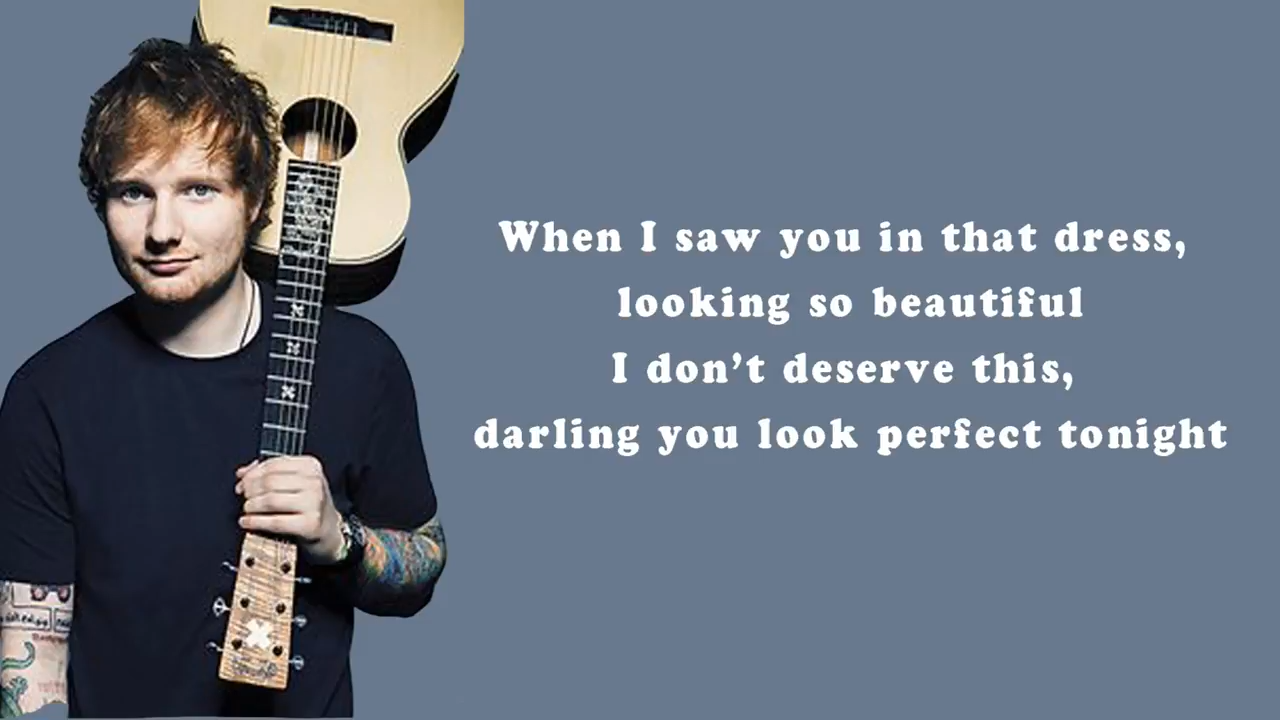 When I saw you in that dress,
looking so beautiful
I don’t deserve this,
darling you look perfect tonight